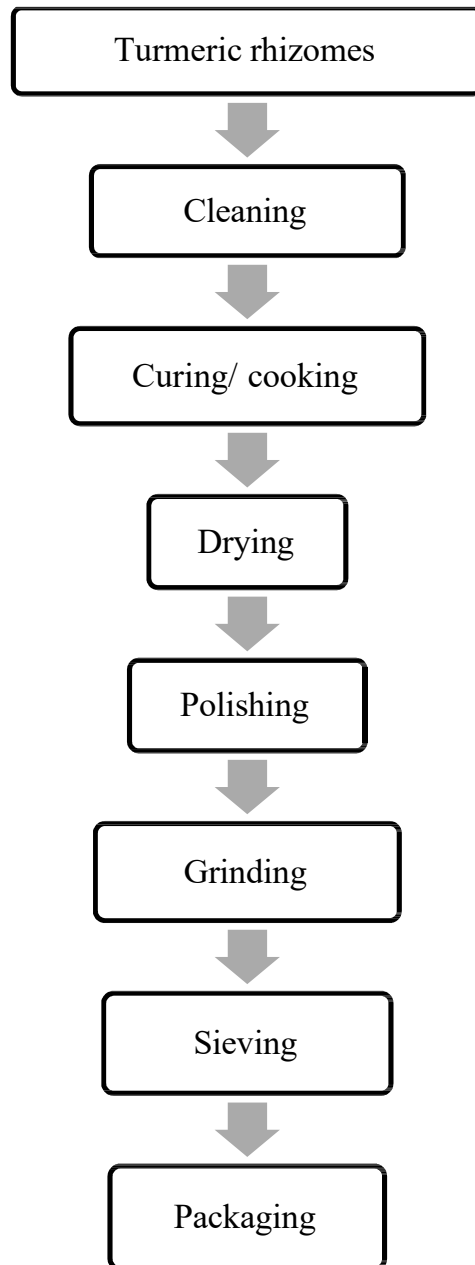 Turmeric rhizomes
Cleaning
Curing/ cooking
Drying
Polishing
Grinding
Sieving
Packaging